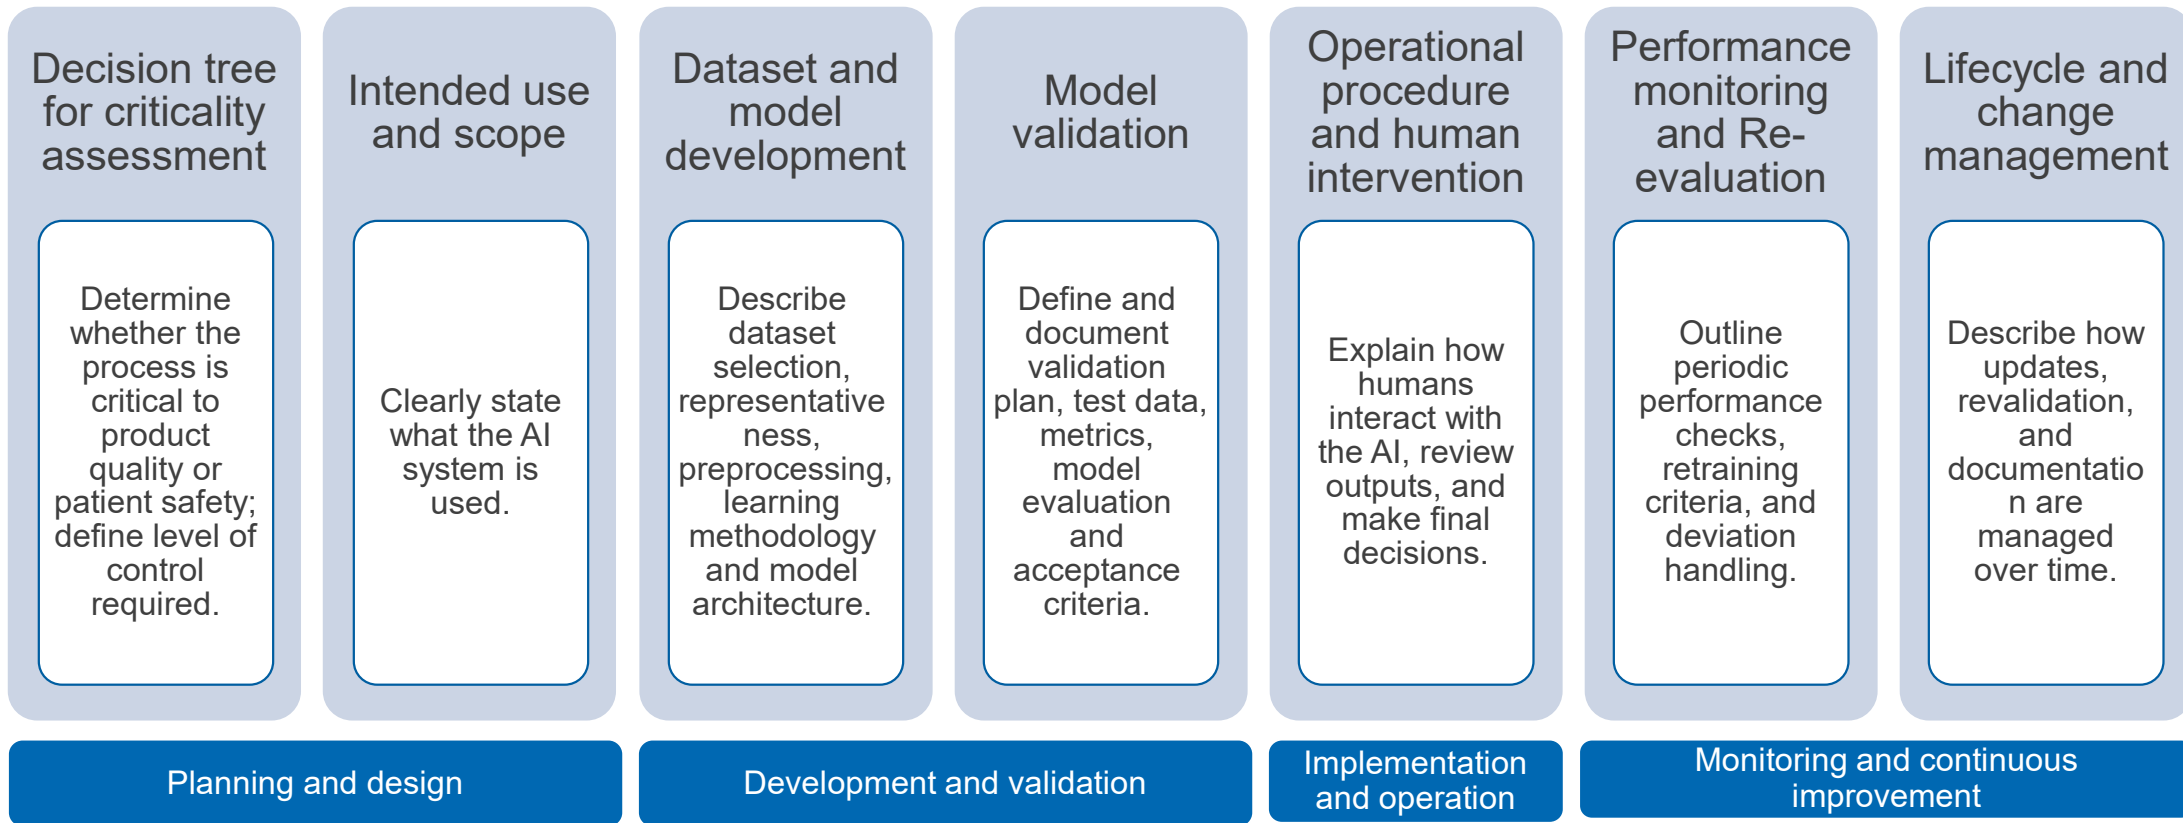 Decision tree
for criticality
assessment
Determine
whether the
process is
critical to
product
quality or
patient safety;
define level of
control
required.
Intended use
and scope
Clearly state
what the AI
system is
used.
Dataset and
model
development
Describe
dataset
selection,
representative
ness,
preprocessing,
learning
methodology
and model
architecture.
Model
validation
Define and
document
validation
plan, test data,
metrics,
model
evaluation
and
acceptance
criteria.
Operational
procedure
and human
intervention
Explain how
humans
interact with
the AI, review
outputs, and
make final
decisions.
Performance
monitoring
and Re-
evaluation
Outline
periodic
performance
checks,
retraining
criteria, and
deviation
handling.
Lifecycle and
change
management
Describe how
updates,
revalidation,
and
documentatio
n are
managed
over time.
Planning and design
Development and validation
Implementation
and operation
Monitoring and continuous
improvement